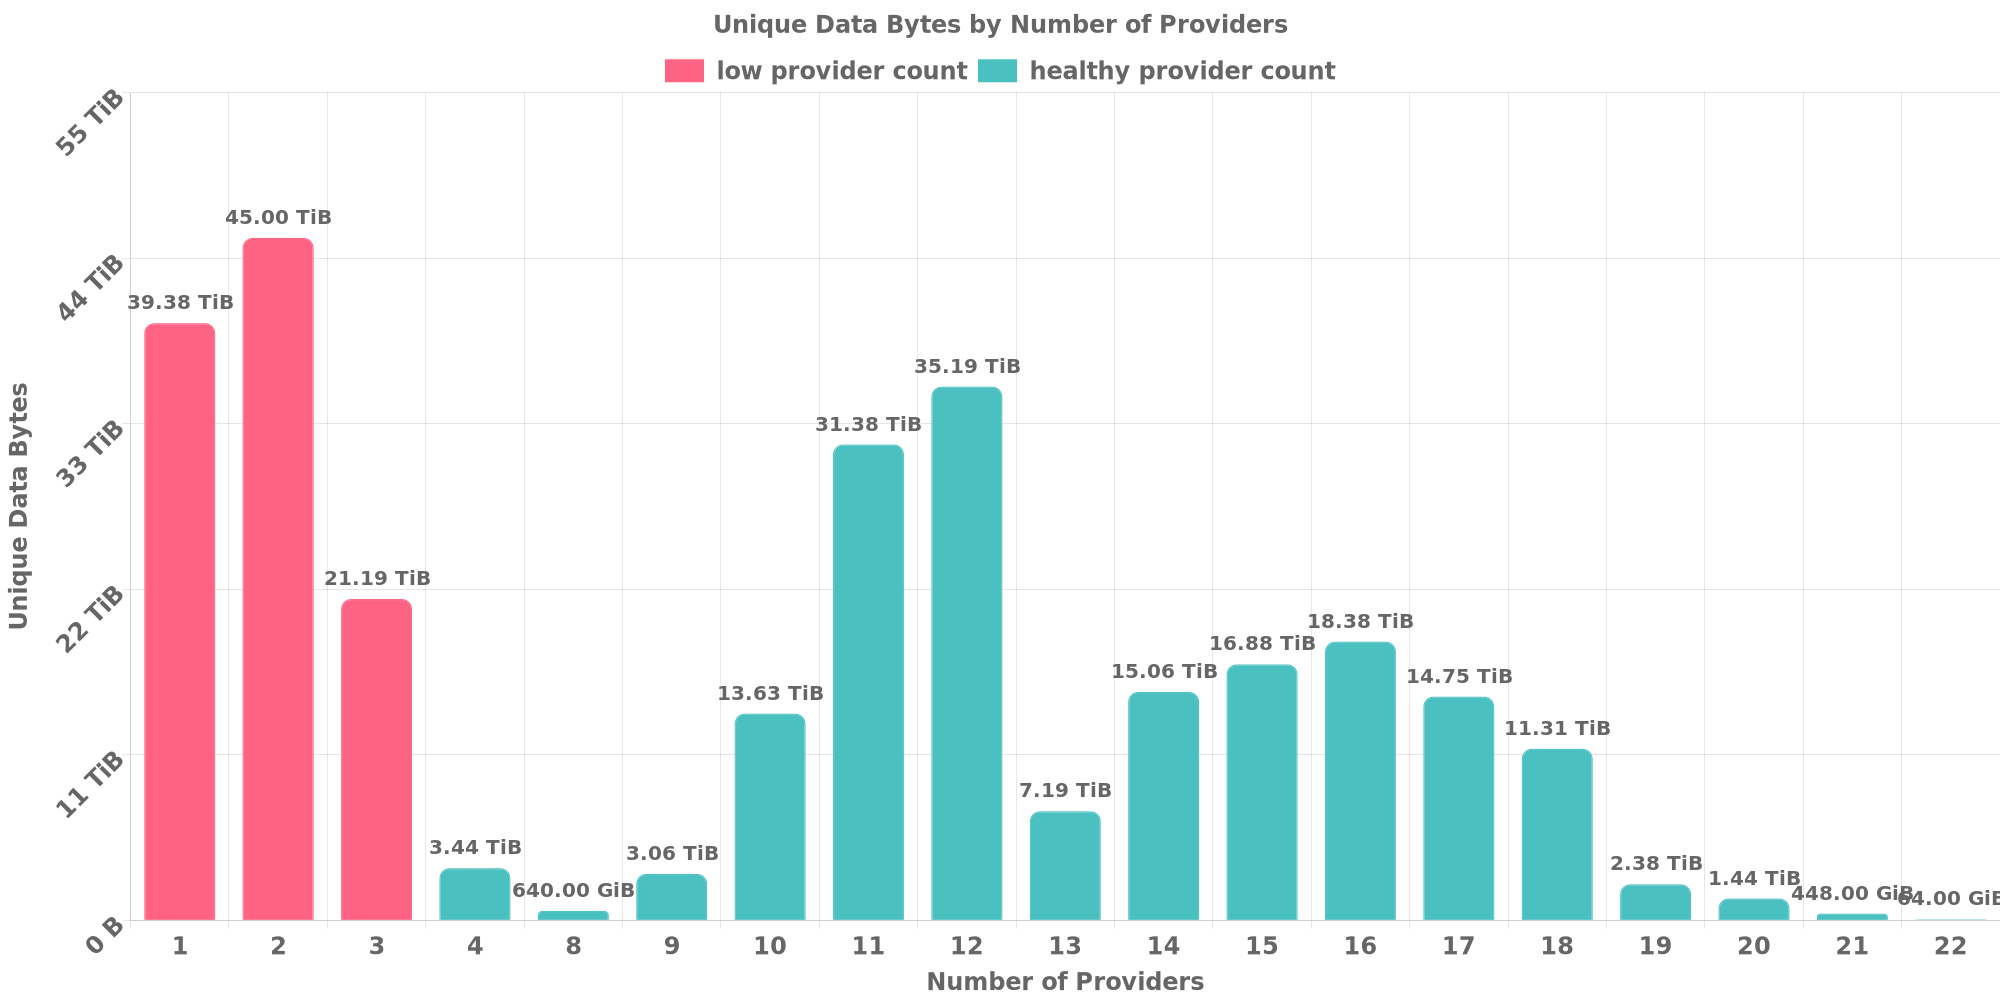 Unique Data Bytes by Number of Providers
low provider count healthy provider count
55 TiB
44 TiB
33 TiB
22 TiB
11 TiB
0 B
Unique Data Bytes
39.38 TiB
45.00 TiB
21.19 TiB
3.44 TiB
640.00 GiB
3.06 TiB
13.63 TiB
31.38 TiB
35.19 TiB
7.19 TiB
15.06 TiB
16.88 TiB
18.38 TiB
14.75 TiB
11.31 TiB
2.38 TiB
1.44 TiB
448.00 GiB
64.00 GiB
1 2 3 4 8 9 10 11 12 13 14 15 16 17 18 19 20 21 22
Number of Providers